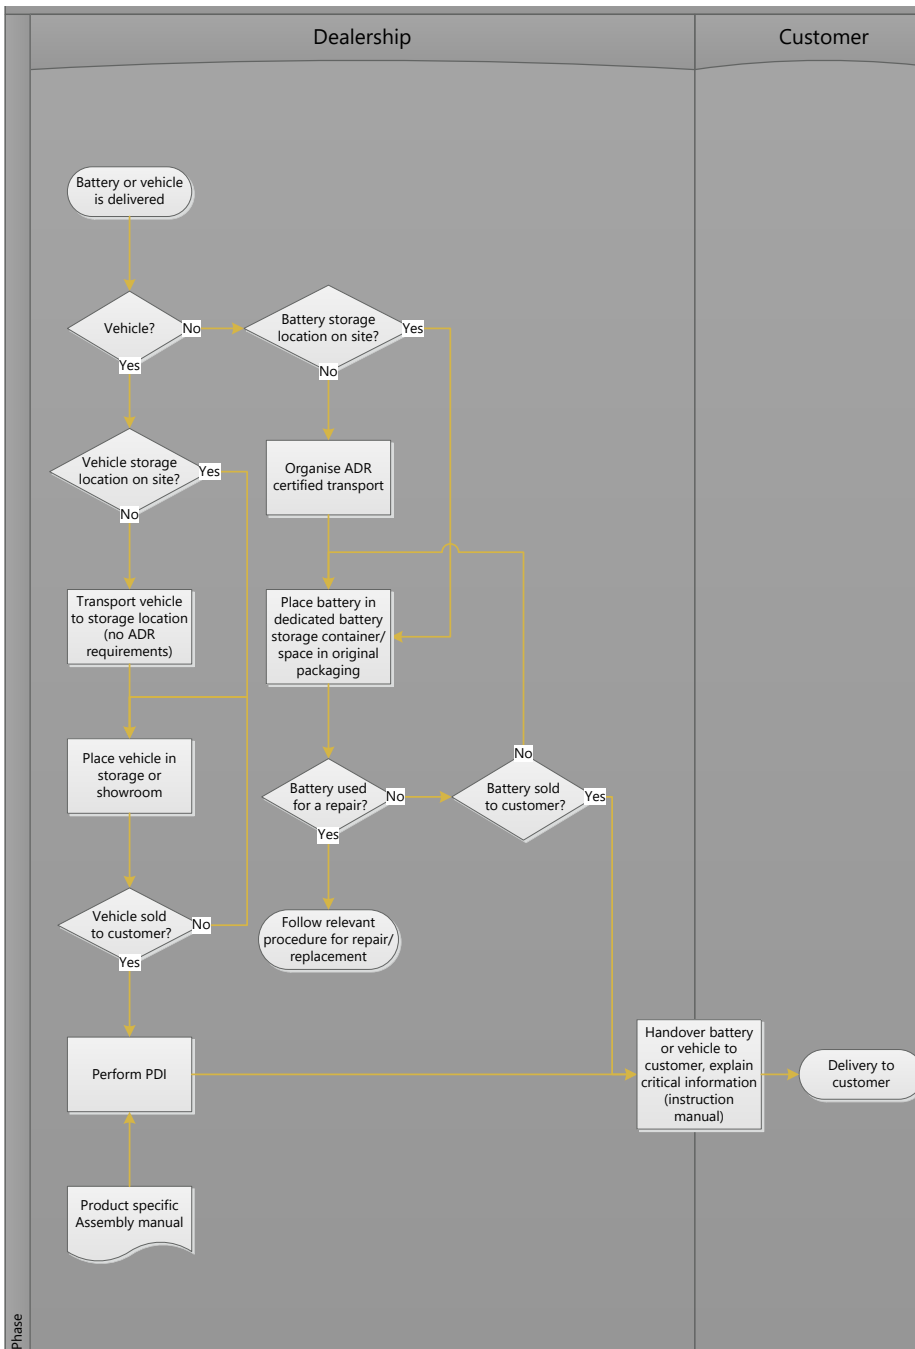 Dealership
Customer
Battery or vehicle
is delivered
Vehicle?
No
Yes
Battery storage
location on site?
Yes
No
Vehicle storage
location on site?
Yes
No
Organise ADR
certified transport
Transport vehicle
to storage location
(no ADR
requirements)
Place battery in
dedicated battery
storage container/
space in original
packaging
Place vehicle in
storage or
showroom
Battery used
for a repair?
No
Yes
Battery sold
to customer?
No
Yes
Vehicle sold
to customer?
No
Yes
Follow relevant
procedure for repair/
replacement
Perform PDI
Handover battery
or vehicle to
customer, explain
critical information
(instruction
manual)
Delivery to
customer
Product specific
Assembly manual
Phase